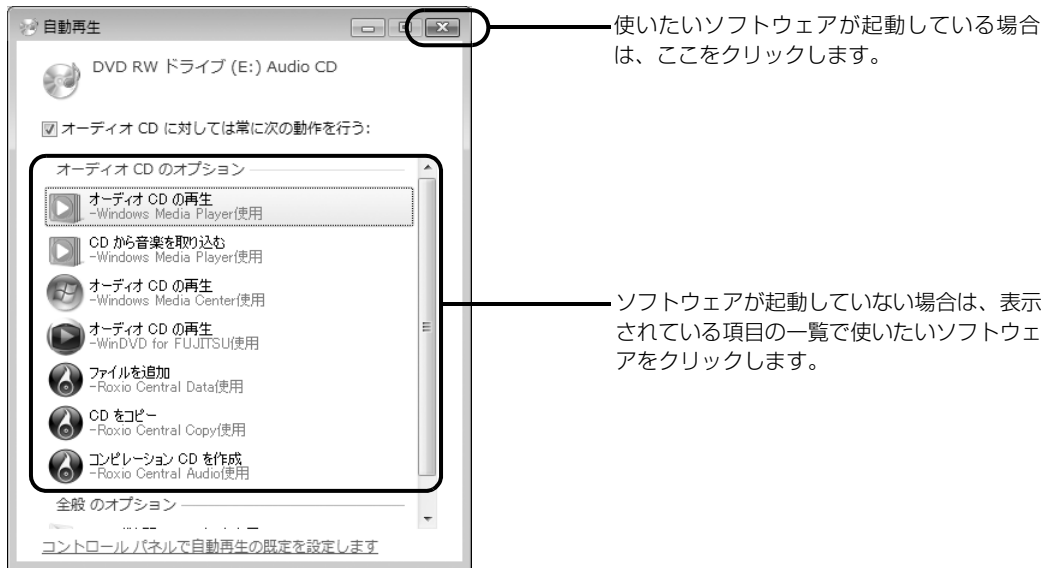 自動再生
DVD RW ドライブ (E:) Audio CD
オーディオ CD に対しては常に次の動作を行う:
オーディオ CD のオプション
オーディオ CD の再生
-Windows Media Player使用
CD から音楽を取り込む
-Windows Media Player使用
オーディオ CD の再生
-Windows Media Center使用
オーディオ CD の再生
-WinDVD for FUJITSU使用
ファイルを追加
-Roxio Central Data使用
CD をコピー
-Roxio Central Copy使用
コンピレーション CD を作成
-Roxio Central Audio使用
全般 のオプション
コントロール パネルで自動再生の既定を設定します
使いたいソフトウェアが起動している場合
は、ここをクリックします。
ソフトウェアが起動していない場合は、表示
されている項目の一覧で使いたいソフトウェ
アをクリックします。